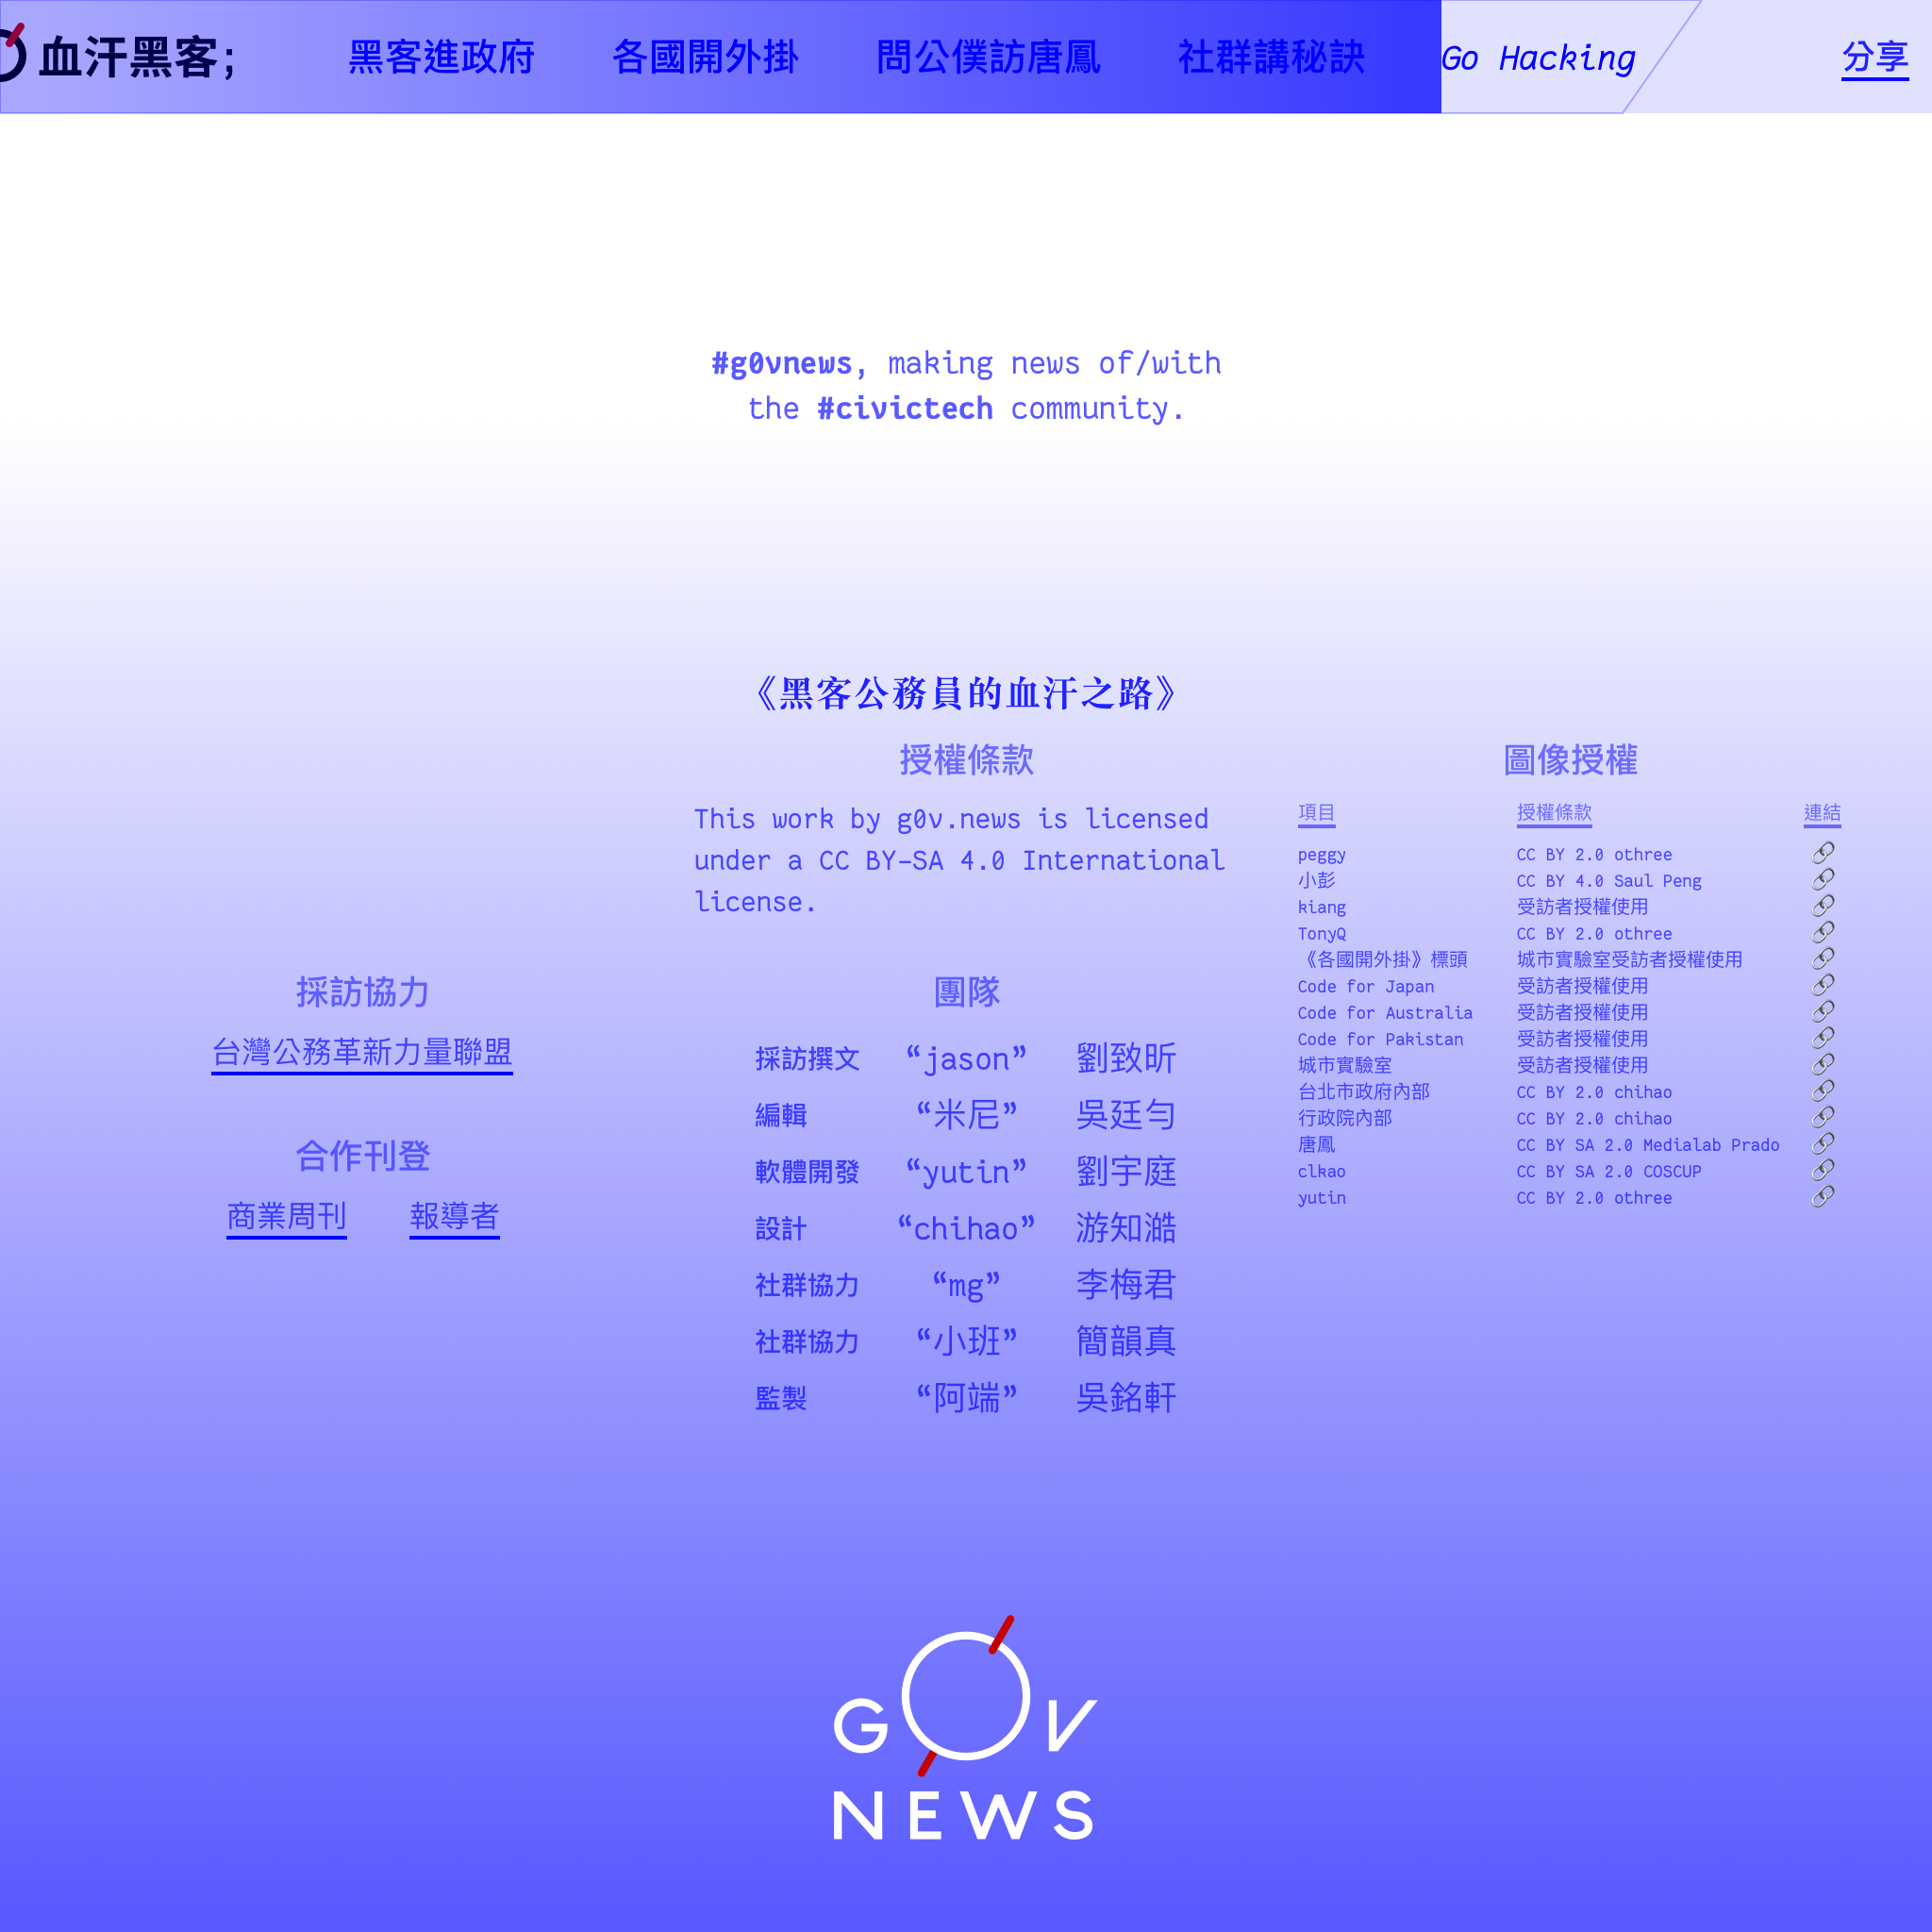 血汗黑客;
黑客進政府
各國開外掛
問公僕訪唐鳳
社群講秘訣
Go Hacking
分享
#g0vnews, making news of/with
the #civictech community.
《黑客公務員的血汗之路》
採訪協力
台灣公務革新力量聯盟
合作刊登
商業周刊 報導者
授權條款
This work by g0v.news is licensed
under a CC BY-SA 4.0 International
license.
團隊
採訪撰文 “jason” 劉致昕
編輯 “米尼” 吳廷勻
軟體開發 “yutin” 劉宇庭
設計 “chihao” 游知澔
社群協力 “mg” 李梅君
社群協力 “小班” 簡韻真
監製 “阿端” 吳銘軒
圖像授權
項目 授權條款 連結
peggy CC BY 2.0 othree
小彭 CC BY 4.0 Saul Peng
kiang 受訪者授權使用
TonyQ CC BY 2.0 othree
《各國開外掛》標頭 城市實驗室受訪者授權使用
Code for Japan 受訪者授權使用
Code for Australia 受訪者授權使用
Code for Pakistan 受訪者授權使用
城市實驗室 受訪者授權使用
台北市政府內部 CC BY 2.0 chihao
行政院內部 CC BY 2.0 chihao
唐鳳 CC BY SA 2.0 Medialab Prado
clkao CC BY SA 2.0 COSCUP
yutin CC BY 2.0 othree
G0V
NEWS